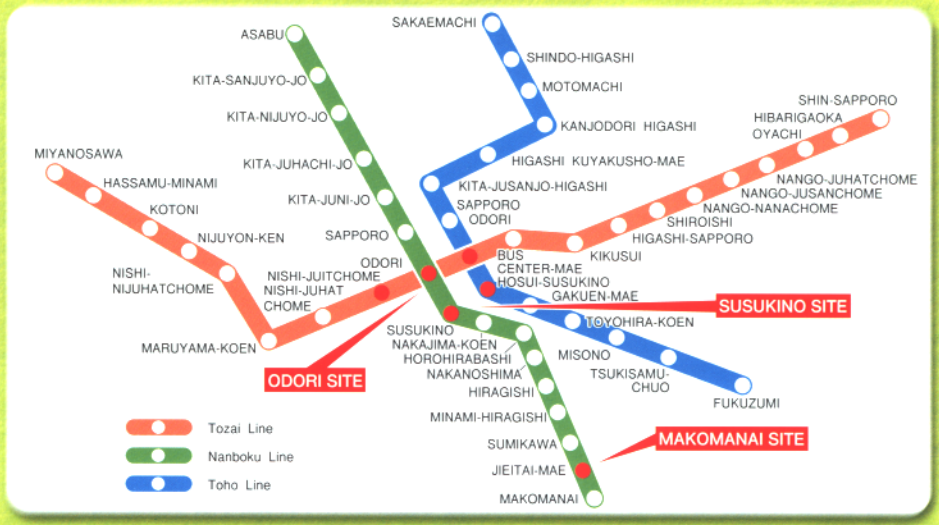 ASABU
KITA-SANJUYO-JO
KITA-NIJUYO-JO
KITA-JUHACHI-JO
KITA-JUNI-JO
SAPPORO
ODORI
SAKAEMACHI
SHINDO-HIGASHI
MOTOMACHI
KANJODORI HIGASHI
HIGASHI KUYAKUSHO-MAE
KITA-JUSANJO-HIGASHI
SAPPORO
ODORI
SHIN-SAPPORO
HIBARIGAOKA
OYACHI
NANGO-JUHATCHOME
NANGO-JUSANCHOME
NANGO-NANACHOME
SHIROISHI
HIGASHI-SAPPORO
KIKUSUI
BUS
CENTER-MAE
HOSUI-SUSUKINO
GAKUEN-MAE
TOYOHIRA-KOEN
MISONO
TSUKISAMU-
CHUO
FUKUZUMI
MIYANOSAWA
HASSAMU-MINAMI
KOTONI
NIJUYON-KEN
NISHI-
NIJUHATCHOME
MARUYAMA-KOEN
NISHI-JUITCHOME
NISHI-JUHAT
CHOME
SUSUKINO
NAKAJIMA-KOEN
HOROHIRABASHI
NAKANOSHIMA
HIRAGISHI
MINAMI-HIRAGISHI
SUMIKAWA
JIEITAI-MAE
MAKOMANAI
SUSUKINO SITE
ODORI SITE
MAKOMANAI SITE
Tozai Line
Nanboku Line
Toho Line